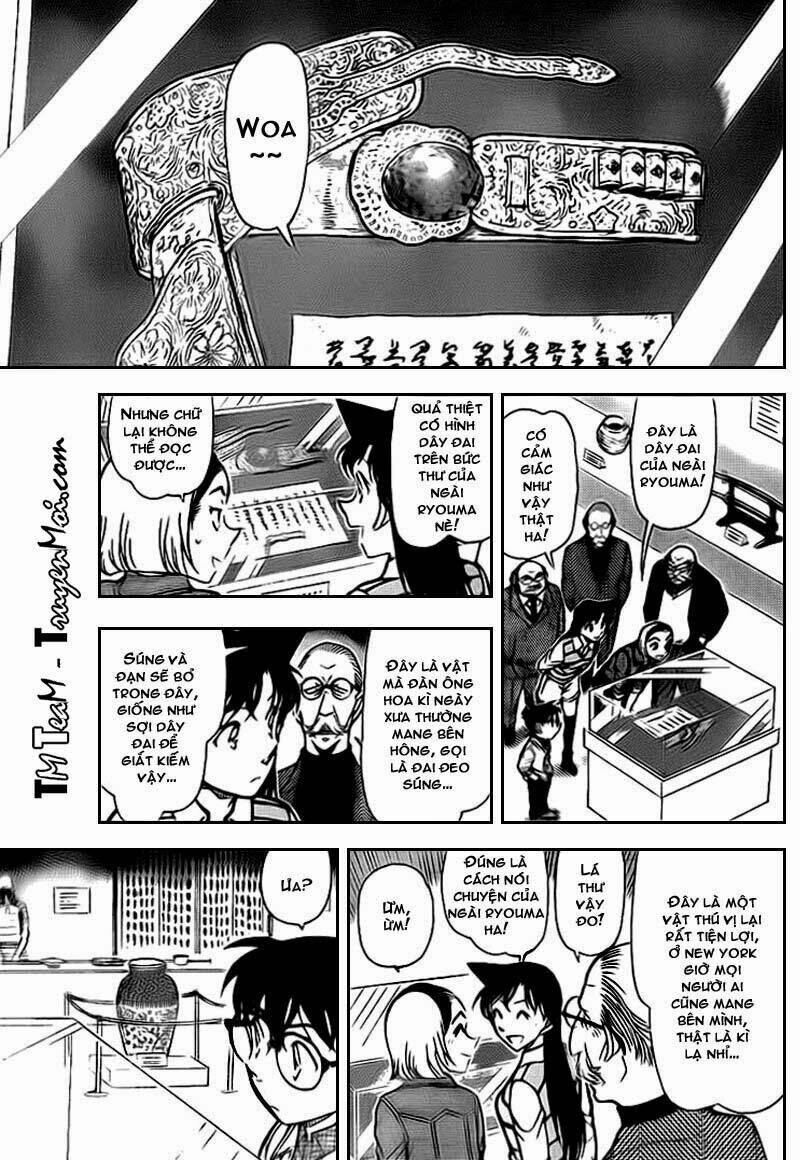 WOA
~~
ĐÂY LÀ
DÂY ĐAI
CỦA NGÀI
RYOUMA!
CÓ
CẢM
GIÁC
NHƯ
VẬY
THẬT
HA!
QUẢ THIỆT
CÓ HÌNH
DÂY ĐAI
TRÊN BỨC
THƯ CỦA
NGÀI
RYOUMA
NÈ!
NHƯNG CHỮ
LẠI KHÔNG
THỂ ĐỌC
ĐƯỢC...
ĐÂY LÀ VẬT
MÀ ĐÀN ÔNG
HOA KÌ NGÀY
XƯA THƯỜNG
MANG BÊN
HÔNG, GỌI
LÀ ĐAI ĐEO
SÚNG...
SÚNG VÀ
ĐẠN SẼ BỎ
TRONG ĐÂY,
GIỐNG NHƯ
SỢI DÂY
ĐAI ĐỂ
GIẮT KIẾM
VẬY...
TM TEAM - TRUYENMOI.COM
ĐÂY LÀ MỘT
VẬT THÚ VỊ LẠI
RẤT TIỆN LỢI,
Ở NEW YORK
GIỜ MỌI
NGƯỜI AI
CŨNG MANG
BÊN MÌNH,
THẬT LÀ KÌ
LẠ NHỈ...
LÁ
THƯ
VẬY
ĐO?
ĐÚNG LÀ
CÁCH NÓI
CHUYỆN CỦA
NGÀI RYOUMA
HA!
ỪM,
ỪM!
ƯA?